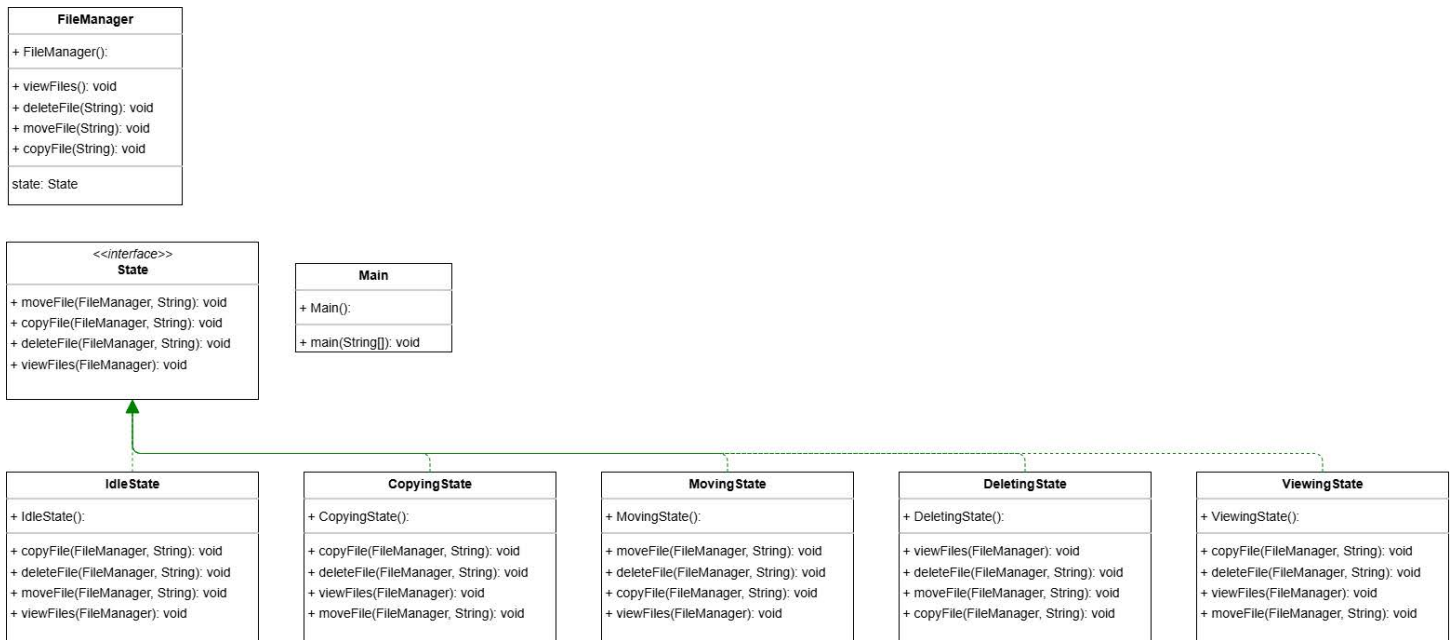 FileManager
+ FileManager():
+ viewFiles(): void
+ deleteFile(String): void
+ moveFile(String): void
+ copyFile(String): void
state: State
<<interface>>
State
+ moveFile(FileManager, String): void
+ copyFile(FileManager, String): void
+ deleteFile(FileManager, String): void
+ viewFiles(FileManager): void
Main
+ Main():
+ main(String[]): void
IdleState
+ IdleState():
+ copyFile(FileManager, String): void
+ deleteFile(FileManager, String): void
+ moveFile(FileManager, String): void
+ viewFiles(FileManager): void
CopyingState
+ CopyingState():
+ copyFile(FileManager, String): void
+ deleteFile(FileManager, String): void
+ viewFiles(FileManager): void
+ moveFile(FileManager, String): void
MovingState
+ MovingState():
+ moveFile(FileManager, String): void
+ deleteFile(FileManager, String): void
+ copyFile(FileManager, String): void
+ viewFiles(FileManager): void
DeletingState
+ DeletingState():
+ viewFiles(FileManager): void
+ deleteFile(FileManager, String): void
+ moveFile(FileManager, String): void
+ copyFile(FileManager, String): void
ViewingState
+ ViewingState():
+ copyFile(FileManager, String): void
+ deleteFile(FileManager, String): void
+ viewFiles(FileManager): void
+ moveFile(FileManager, String): void